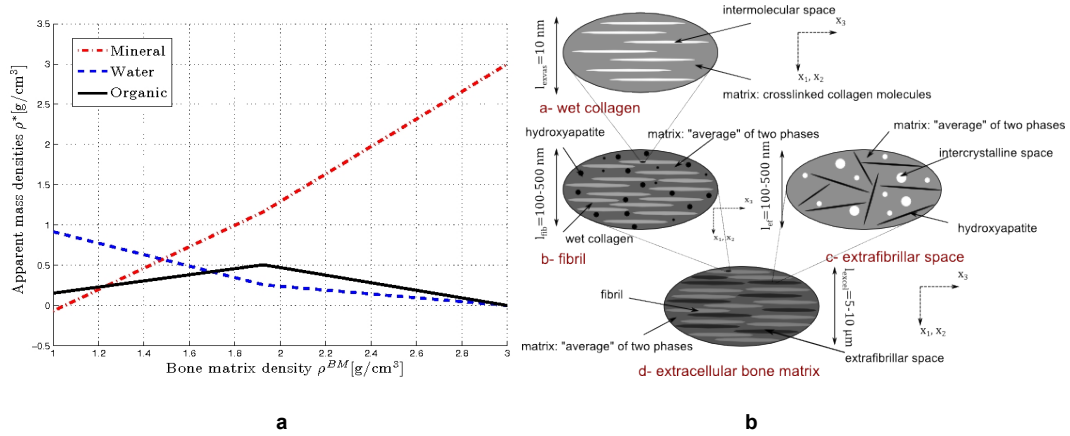 Apparent mass densities ρ*[g/cm³]
3.5
3
2.5
2
1.5
1
0.5
0
−0.5
Mineral
Water
Organic
1
1.2
1.4
1.6
1.8
2
2.2
2.4
2.6
2.8
3
Bone matrix density ρ^BM[g/cm³]
a
l_exvas=10 nm
intermolecular space
x₃
x₁, x₂
matrix: crosslinked collagen molecules
a- wet collagen
hydroxyapatite
matrix: "average" of two phases
l_fib=100-500 nm
wet collagen
x₃
x₁, x₂
b- fibril
matrix: "average" of two phases
intercrystalline space
=100-500 nm
hydroxyapatite
c- extrafibrillar space
fibril
l_excel=5-10 μm
x₃
x₁, x₂
matrix: "average" of two phases
extrafibrillar space
d- extracellular bone matrix
b